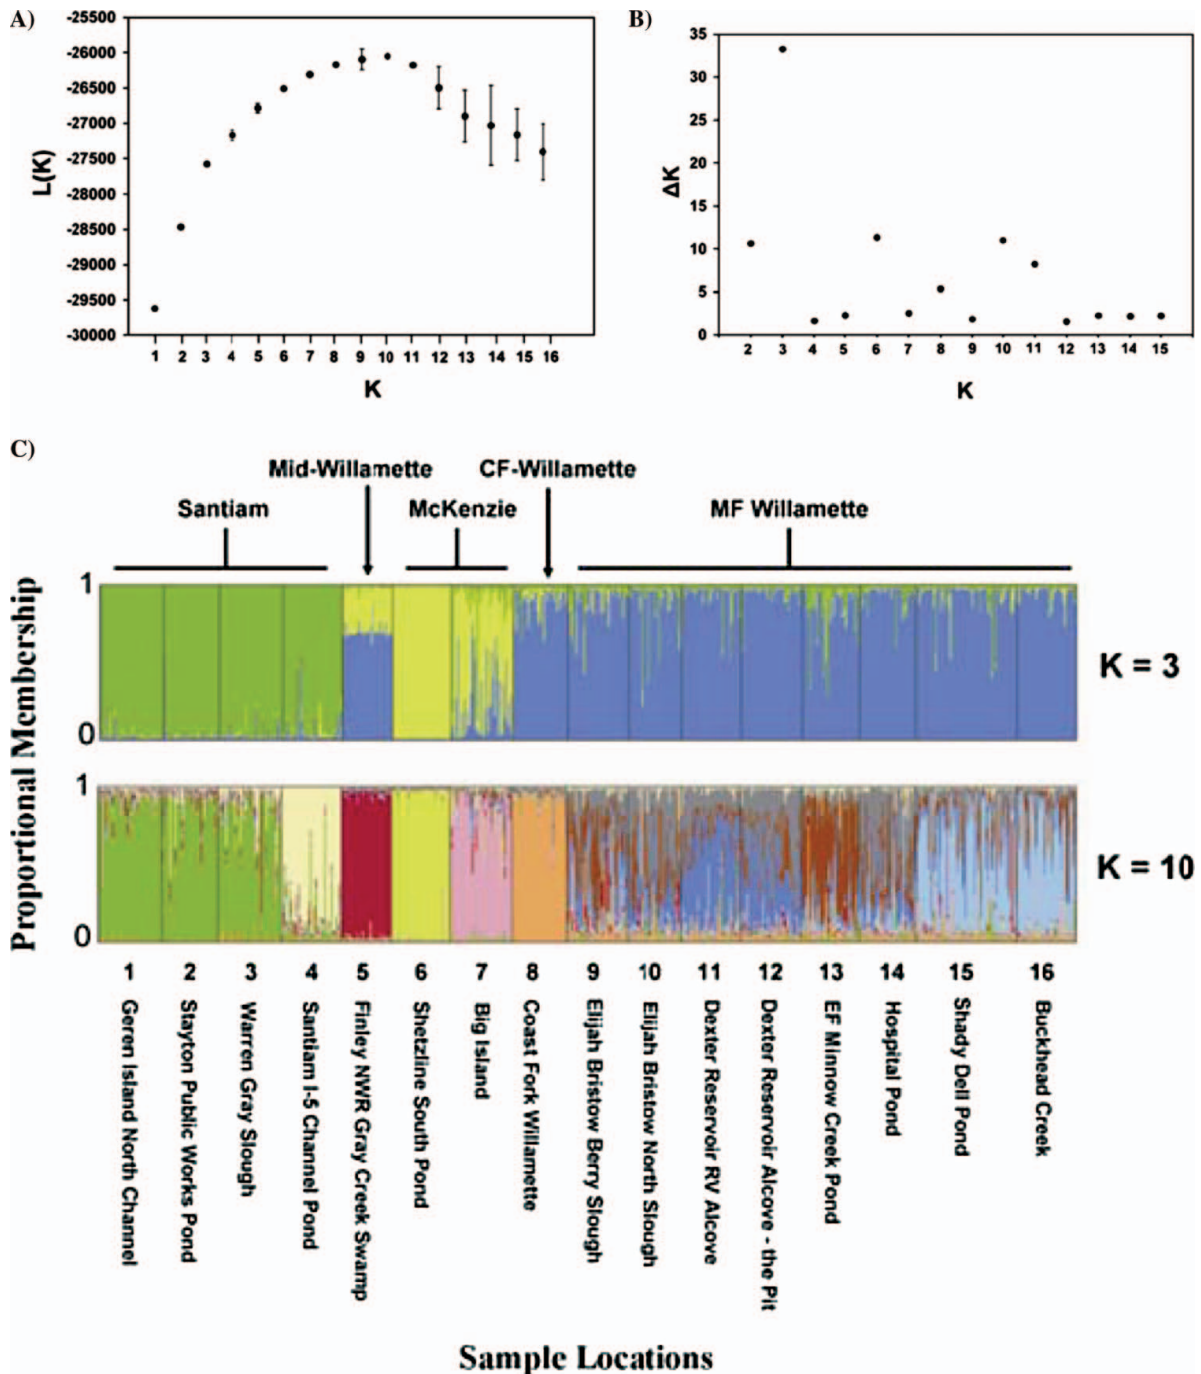 A)
-25500
-26000
-26500
-27000
-27500
-28000
-28500
-29000
-29500
-30000
L(K)
1 2 3 4 5 6 7 8 9 10 11 12 13 14 15 16
K
B)
35
30
25
20
15
10
5
0
ΔK
2 3 4 5 6 7 8 9 10 11 12 13 14 15
K
C)
Mid-Willamette
CF-Willamette
Santiam
McKenzie
MF Willamette
Proportional Membership
1
0
K = 3
1
0
K = 10
1 2 3 4 5 6 7 8 9 10 11 12 13 14 15 16
Geren Island North Channel
Stayton Public Works Pond
Warren Gray Slough
Santiam I-5 Channel Pond
Finley NWR Gray Creek Swamp
Shetzline South Pond
Big Island
Coast Fork Willamette
Elijah Bristow Berry Slough
Elijah Bristow North Slough
Dexter Reservoir RV Alcove
Dexter Reservoir Alcove - the Pit
EF Minnow Creek Pond
Hospital Pond
Shady Dell Pond
Buckhead Creek
Sample Locations